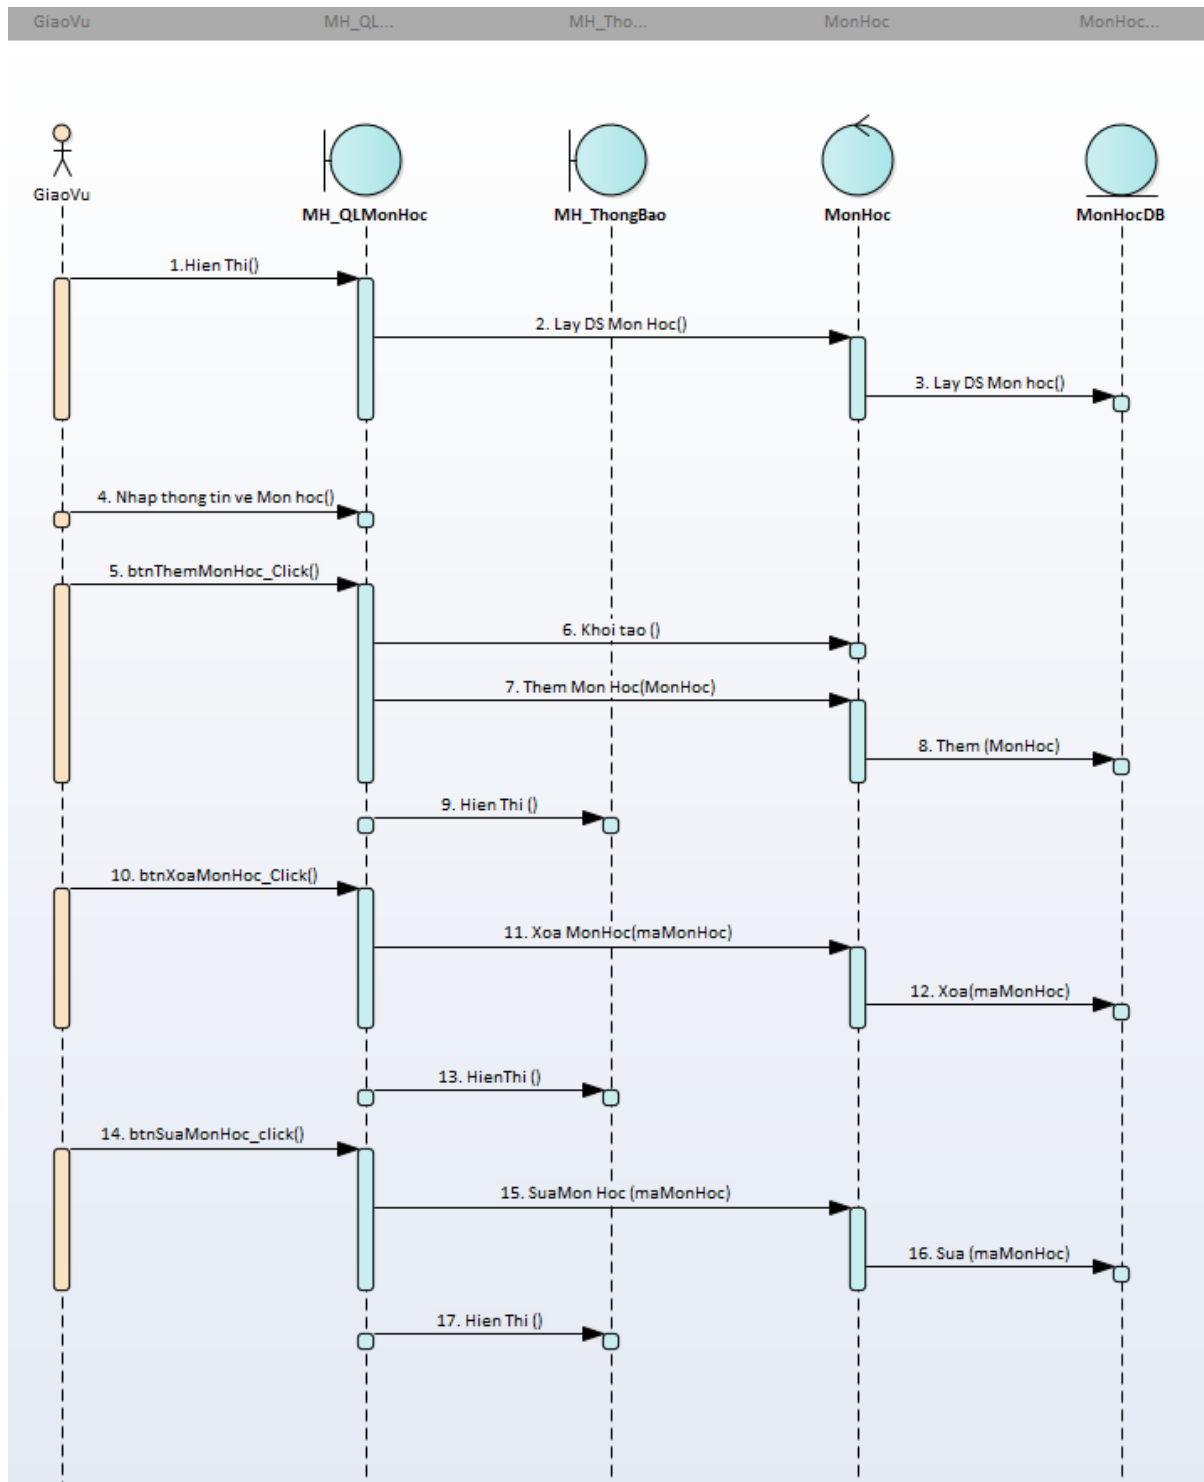 GiaoVu MH_QL... MH_Tho... MonHoc MonHoc...
GiaoVu
MH_QLMonHoc MH_ThongBao MonHoc MonHocDB
1.Hien Thi()
2. Lay DS Mon Hoc()
3. Lay DS Mon hoc()
4. Nhap thong tin ve Mon hoc()
5. btnThemMonHoc_Click()
6. Khoi tao ()
7. Them Mon Hoc(MonHoc)
8. Them (MonHoc)
9. Hien Thi ()
10. btnXoaMonHoc_Click()
11. Xoa MonHoc(maMonHoc)
12. Xoa(maMonHoc)
13. HienThi ()
14. btnSuaMonHoc_click()
15. SuaMon Hoc (maMonHoc)
16. Sua (maMonHoc)
17. Hien Thi ()